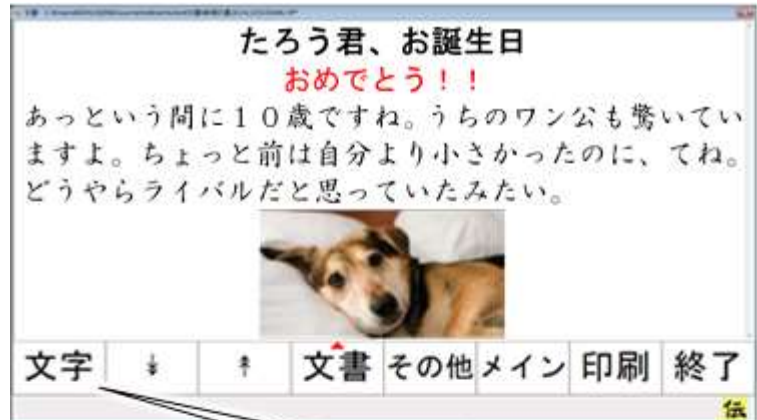 たろう君、お誕生日
おめでとう！！
あっという間に１０歳ですね。うちのワン公も驚いてい
ますよ。ちょっと前は自分より小さかったのに、てね。
どうやらライバルだと思っていたみたい。
文字 ↡ ↟ 文書 その他 メイン 印刷 終了
伝